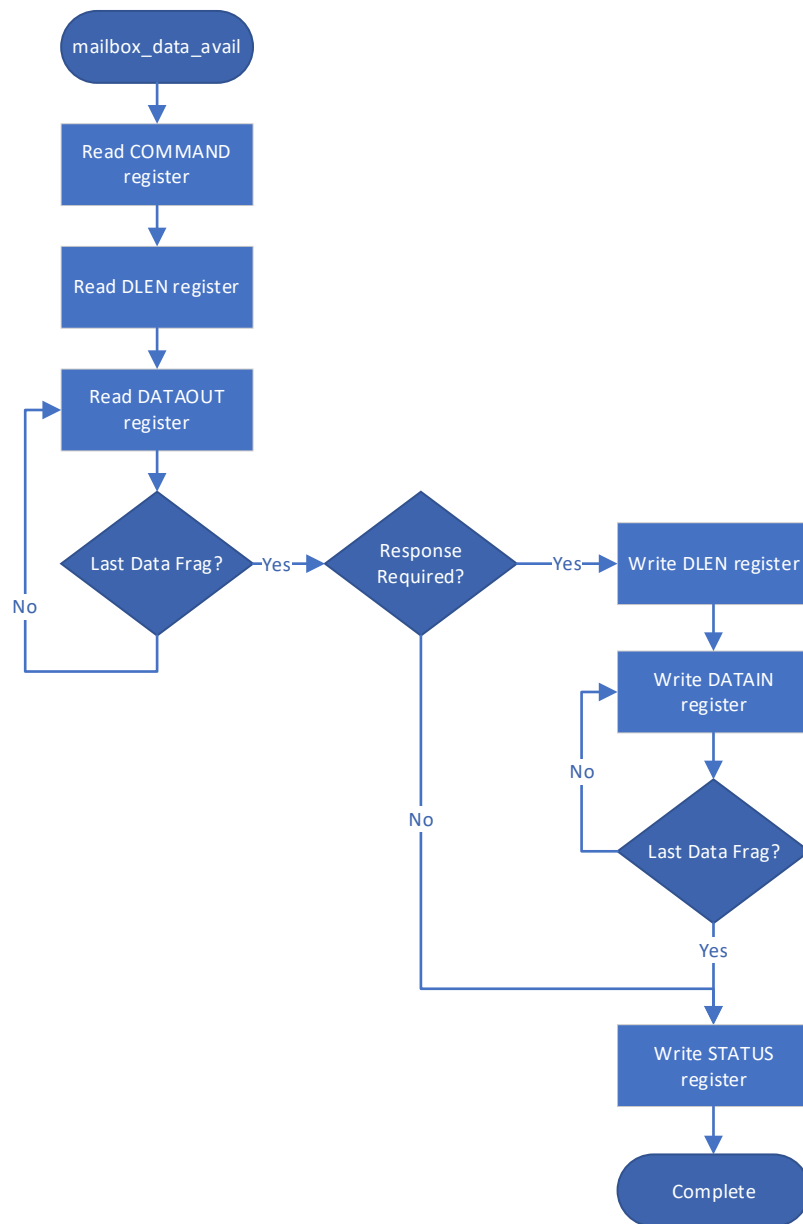 mailbox_data_avail
Read COMMAND
register
Read DLEN register
Read DATAOUT
register
Last Data Frag?
No
Yes
Response
Required?
Yes
No
Write DLEN register
Write DATAIN
register
No
Last Data Frag?
Yes
Write STATUS
register
Complete